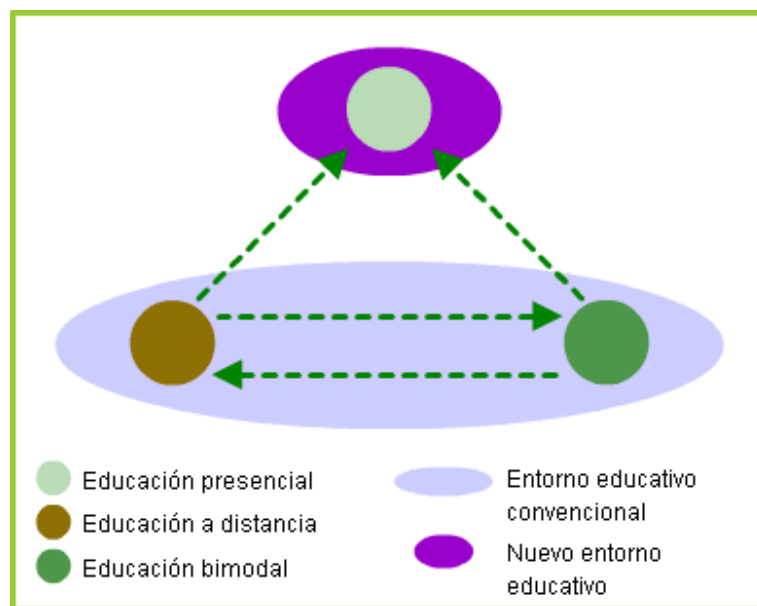 Educación presencial
Educación a distancia
Educación bimodal
Entorno educativo
convencional
Nuevo entorno
educativo